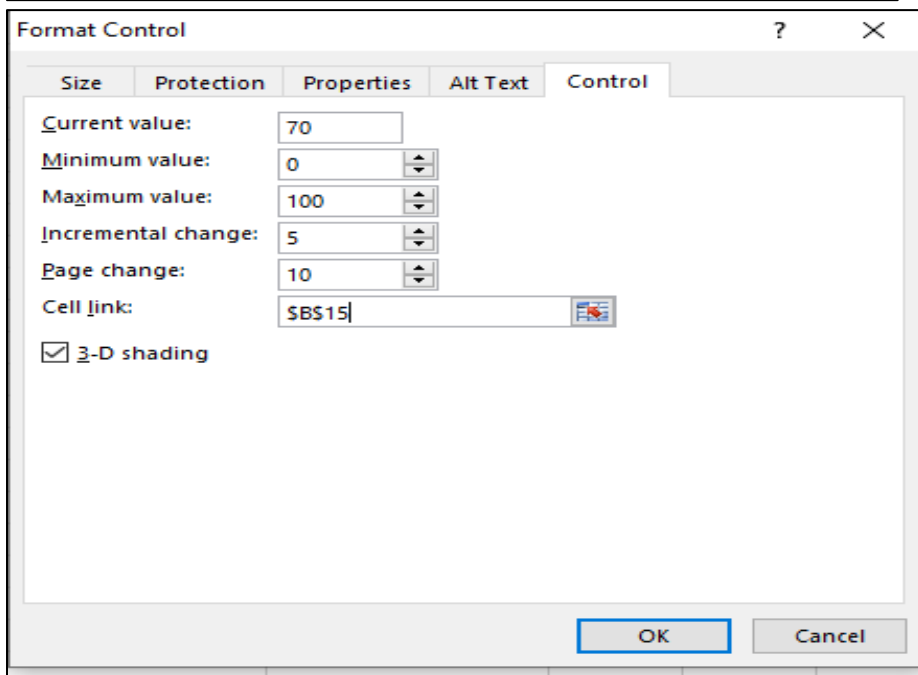 Format Control ? ×
Size Protection Properties Alt Text Control
Current value: 70
Minimum value: 0
Maximum value: 100
Incremental change: 5
Page change: 10
Cell link: $B$15
3-D shading
OK Cancel